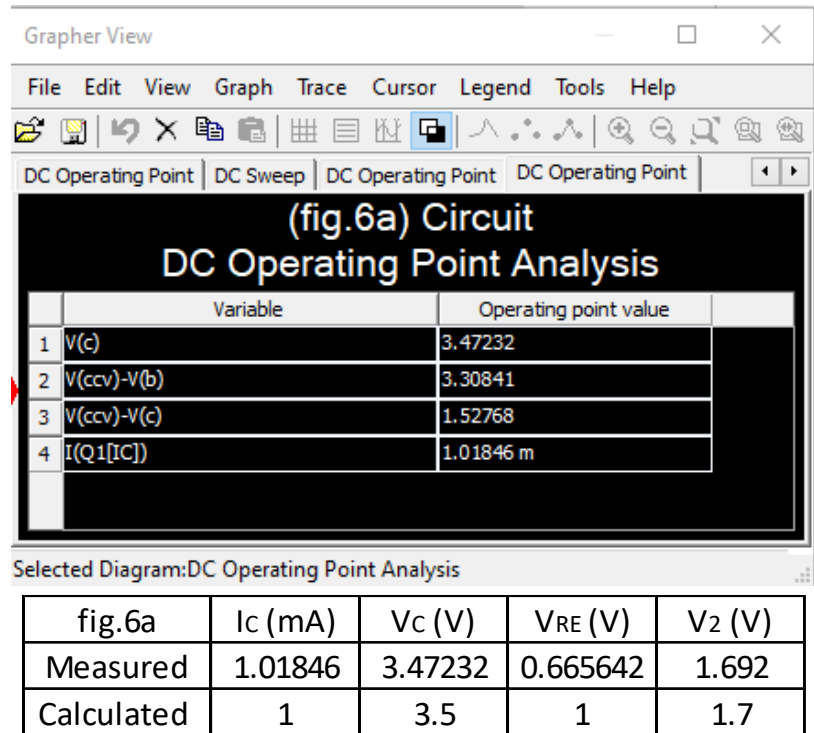 Grapher View
File Edit View Graph Trace Cursor Legend Tools Help
DC Operating Point DC Sweep DC Operating Point DC Operating Point
(fig.6a) Circuit
DC Operating Point Analysis
Variable Operating point value
1 V(c) 3.47232
2 V(ccv)-V(b) 3.30841
3 V(ccv)-V(c) 1.52768
4 I(Q1[IC]) 1.01846 m
Selected Diagram:DC Operating Point Analysis
fig.6a IC (mA) VC (V) VRE (V) V2 (V)
Measured 1.01846 3.47232 0.665642 1.692
Calculated 1 3.5 1 1.7